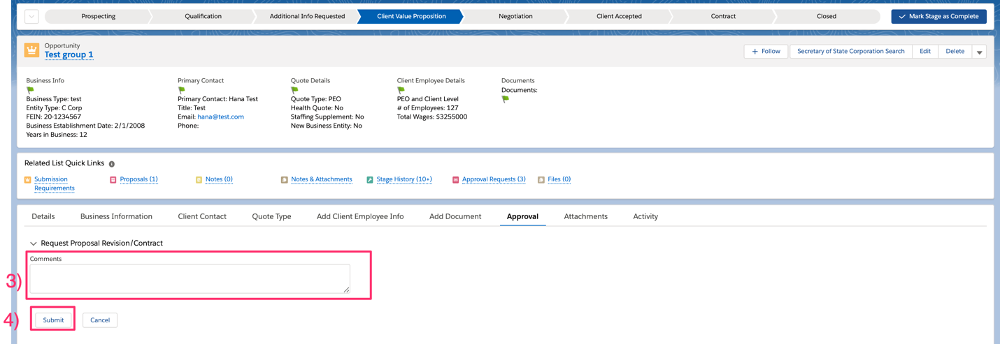 Prospecting
Qualification
Additional Info Requested
Client Value Proposition
Negotiation
Client Accepted
Contract
Closed
Mark Stage as Complete
Opportunity
Test group 1
+ Follow
Secretary of State Corporation Search
Edit
Delete
Business Info
Business Type: test
Entity Type: C Corp
FEIN: 20-1234567
Business Establishment Date: 2/1/2008
Years in Business: 12
Primary Contact
Primary Contact: Hana Test
Title: Test
Email: hana@test.com
Phone:
Quote Details
Quote Type: PEO
Health Quote: No
Staffing Supplement: No
New Business Entity: No
Client Employee Details
PEO and Client Level
# of Employees: 127
Total Wages: $3255000
Documents
Documents:
Related List Quick Links
Submission
Requirements
Proposals (1)
Notes (0)
Notes & Attachments
Stage History (10+)
Approval Requests (3)
Files (0)
Details
Business Information
Client Contact
Quote Type
Add Client Employee Info
Add Document
Approval
Attachments
Activity
Request Proposal Revision/Contract
Comments
3)
4)
Submit
Cancel